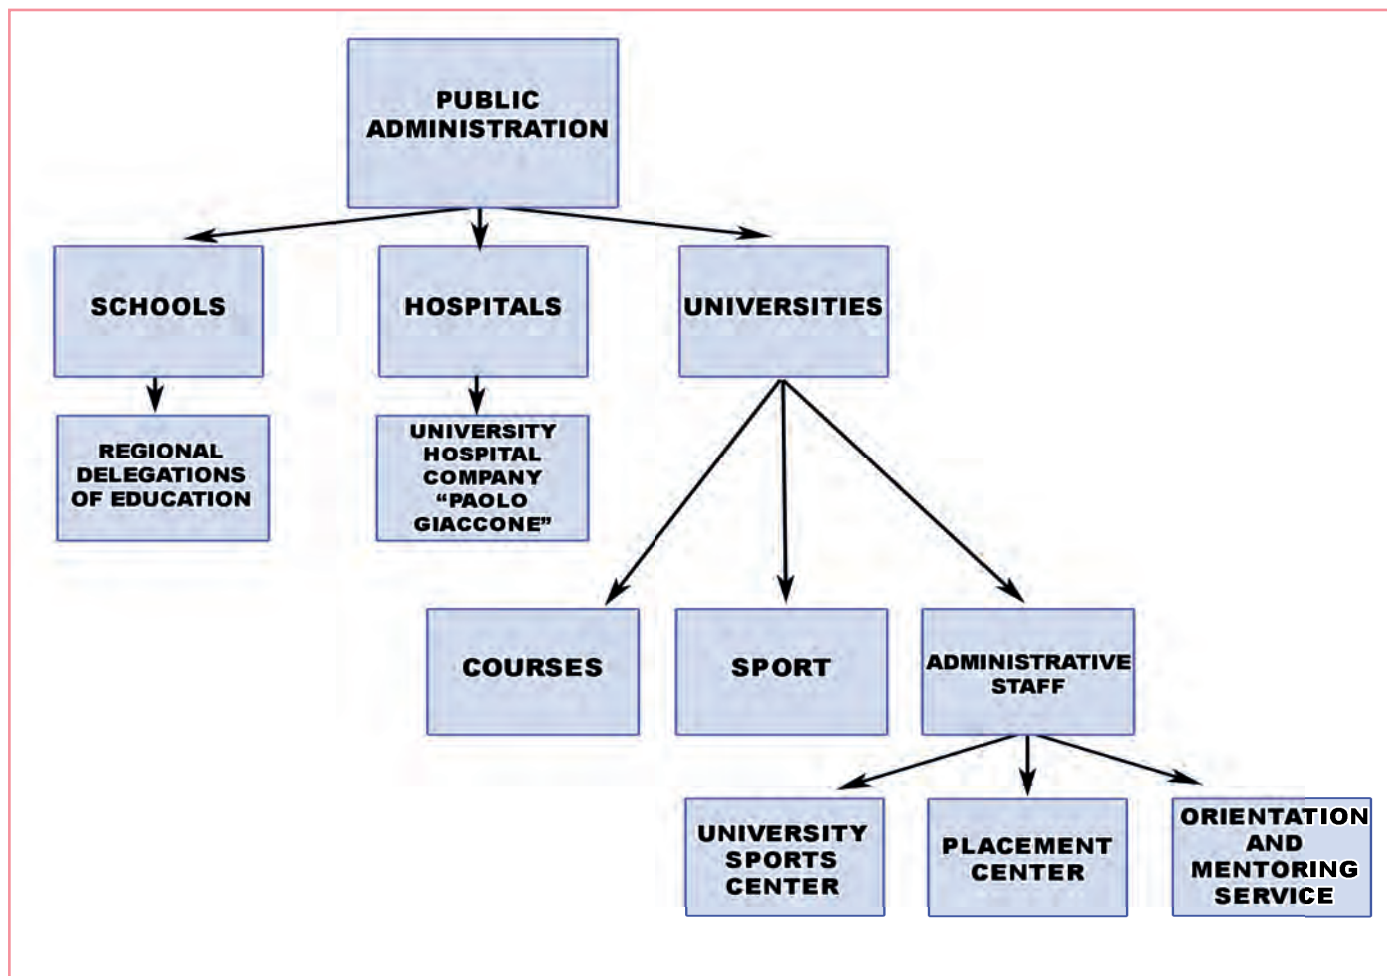 PUBLIC
ADMINISTRATION
SCHOOLS
HOSPITALS
UNIVERSITIES
REGIONAL
DELEGATIONS
OF EDUCATION
UNIVERSITY
HOSPITAL
COMPANY
“PAOLO
GIACCONE”
COURSES
SPORT
ADMINISTRATIVE
STAFF
UNIVERSITY
SPORTS
CENTER
PLACEMENT
CENTER
ORIENTATION
AND
MENTORING
SERVICE